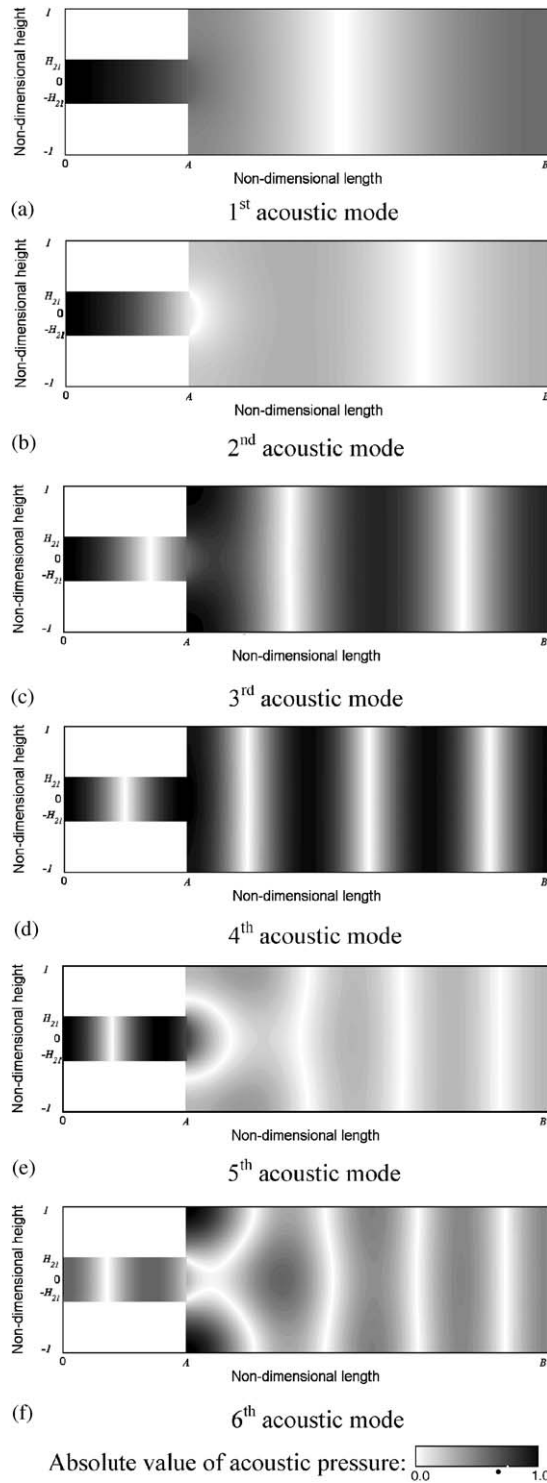 1
Non-dimensional height
H21
0
-H21
-1
0
A
B
Non-dimensional length
(a)
1st acoustic mode
1
Non-dimensional height
H21
0
-H21
-1
0
A
Non-dimensional length
(b)
2nd acoustic mode
1
Non-dimensional height
H21
0
-H21
-1
0
A
B
Non-dimensional length
(c)
3rd acoustic mode
1
Non-dimensional height
H21
0
-H21
-1
0
A
B
Non-dimensional length
(d)
4th acoustic mode
1
Non-dimensional height
H21
0
-H21
-1
0
A
B
Non-dimensional length
(e)
5th acoustic mode
1
Non-dimensional height
H21
0
-H21
-1
0
A
B
Non-dimensional length
(f)
6th acoustic mode
Absolute value of acoustic pressure:
0.0
1.0